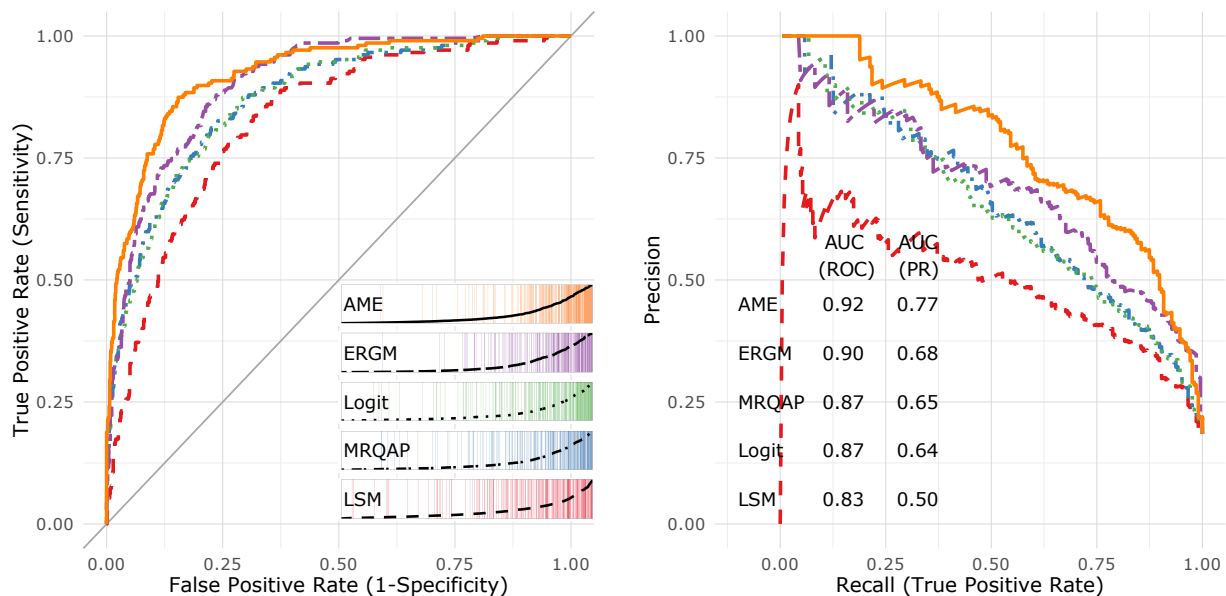 1.00
0.75
0.50
0.25
0.00
True Positive Rate (Sensitivity)
AME
ERGM
Logit
MRQAP
LSM
0.00 0.25 0.50 0.75 1.00
False Positive Rate (1-Specificity)
1.00
0.75
0.50
0.25
0.00
Precision
AUC AUC
(ROC) (PR)
AME 0.92 0.77
ERGM 0.90 0.68
MRQAP 0.87 0.65
Logit 0.87 0.64
LSM 0.83 0.50
0.00 0.25 0.50 0.75 1.00
Recall (True Positive Rate)